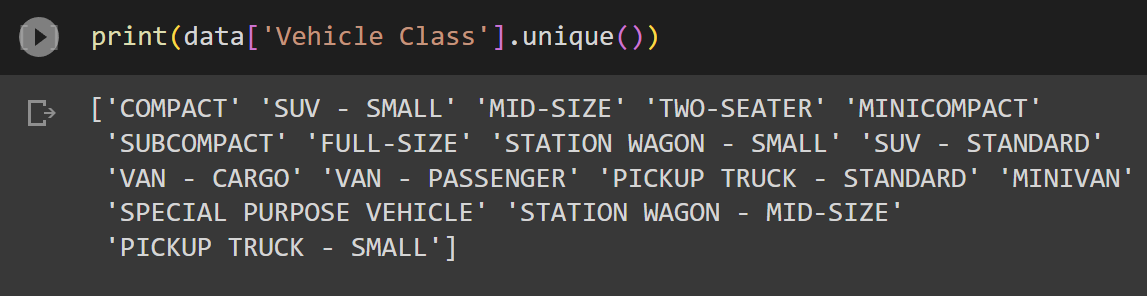 print(data['Vehicle Class'].unique())
['COMPACT' 'SUV - SMALL' 'MID-SIZE' 'TWO-SEATER' 'MINICOMPACT'
'SUBCOMPACT' 'FULL-SIZE' 'STATION WAGON - SMALL' 'SUV - STANDARD'
'VAN - CARGO' 'VAN - PASSENGER' 'PICKUP TRUCK - STANDARD' 'MINIVAN'
'SPECIAL PURPOSE VEHICLE' 'STATION WAGON - MID-SIZE'
'PICKUP TRUCK - SMALL']